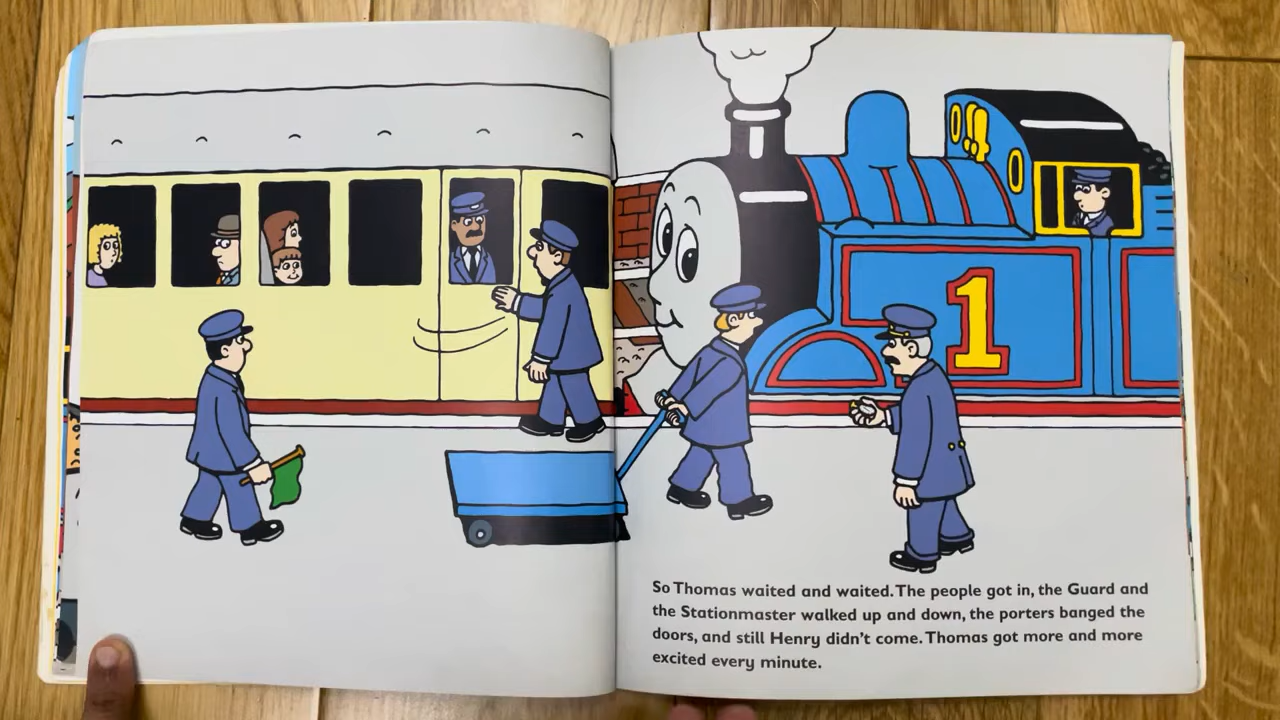 1
So Thomas waited and waited. The people got in, the Guard and
the Stationmaster walked up and down, the porters banged the
doors, and still Henry didn't come. Thomas got more and more
excited every minute.